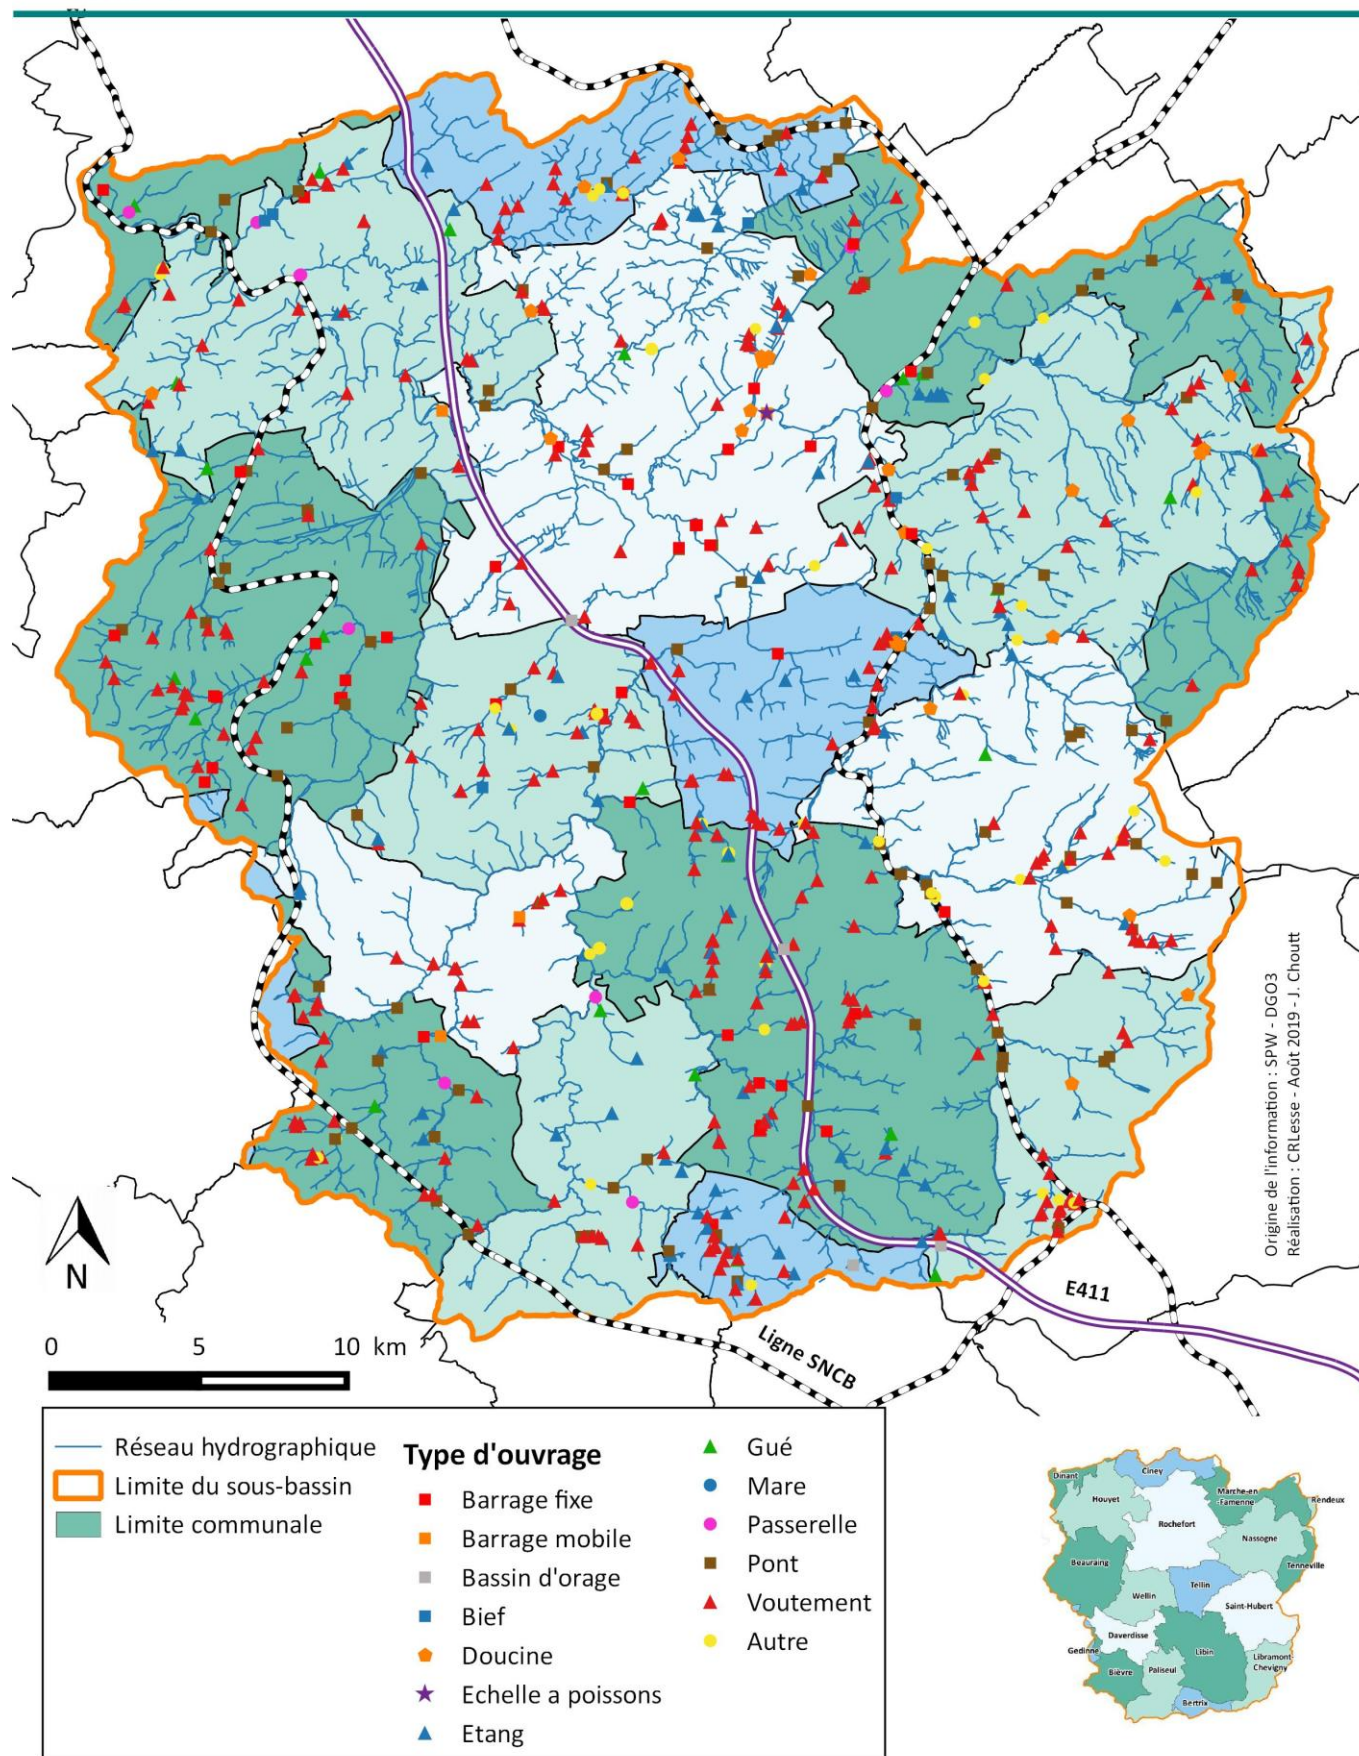 E411
Ligne SNCB
Origine de l'information : SPW - DGO3
Réalisation : CRLesse - Août 2019 - J. Choutt
N
0 5 10 km
Réseau hydrographique
Limite du sous-bassin
Limite communale
Type d'ouvrage
Barrage fixe
Barrage mobile
Bassin d'orage
Bief
Doucine
Echelle a poissons
Etang
Gué
Mare
Passerelle
Pont
Voutement
Autre
Dinant
Ciney
Houyet
Marche-en
-Famenne
Rendeux
Rochefort
Nassogne
Beauraing
Tenneville
Tellin
Wellin
Saint-Hubert
Daverdisse
Gedinne
Libin
Bièvre
Paliseul
Libramont-
Chevigny
Bertrix